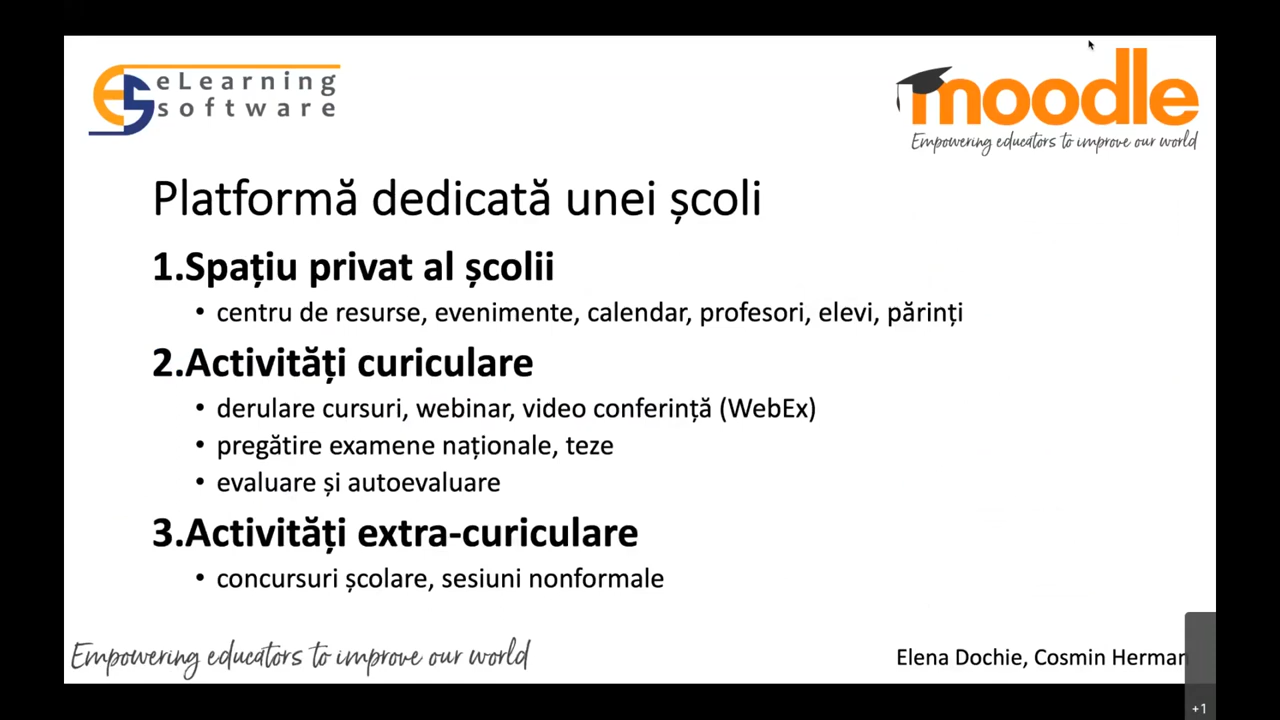 eLearning
software
moodle
Empowering educators to improve our world
Platformă dedicată unei școli
1.Spațiu privat al școlii
• centru de resurse, evenimente, calendar, profesori, elevi, părinți
2.Activități curiculare
• derulare cursuri, webinar, video conferință (WebEx)
• pregătire examene naționale, teze
• evaluare și autoevaluare
3.Activități extra-curiculare
• concursuri școlare, sesiuni nonformale
Empowering educators to improve our world
Elena Dochie, Cosmin Herman
+1